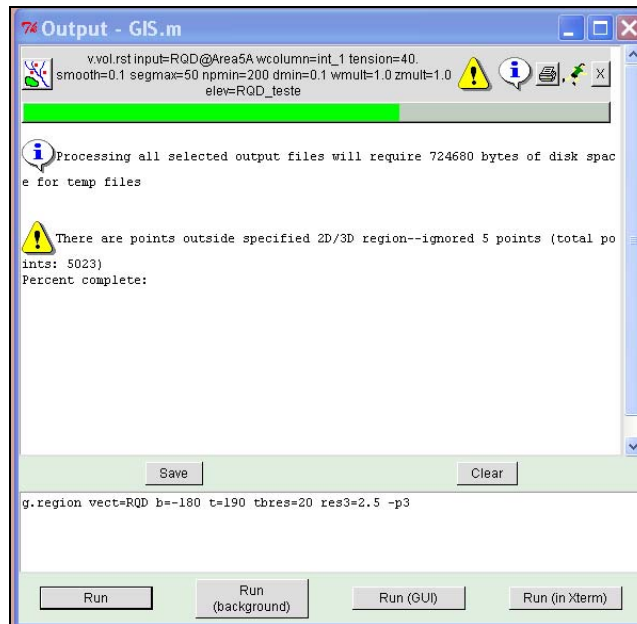 Output - GIS.m
v.vol.rst input=RQD@Area5A wcolumn=int_1 tension=40.
smooth=0.1 segmax=50 npmin=200 dmin=0.1 wmult=1.0 zmult=1.0
elev=RQD_teste
X
Processing all selected output files will require 724680 bytes of disk spac
e for temp files
There are points outside specified 2D/3D region--ignored 5 points (total po
ints: 5023)
Percent complete:
Save
Clear
g.region vect=RQD b=-180 t=190 tbres=20 res3=2.5 -p3
Run
Run
(background)
Run (GUI)
Run (in Xterm)